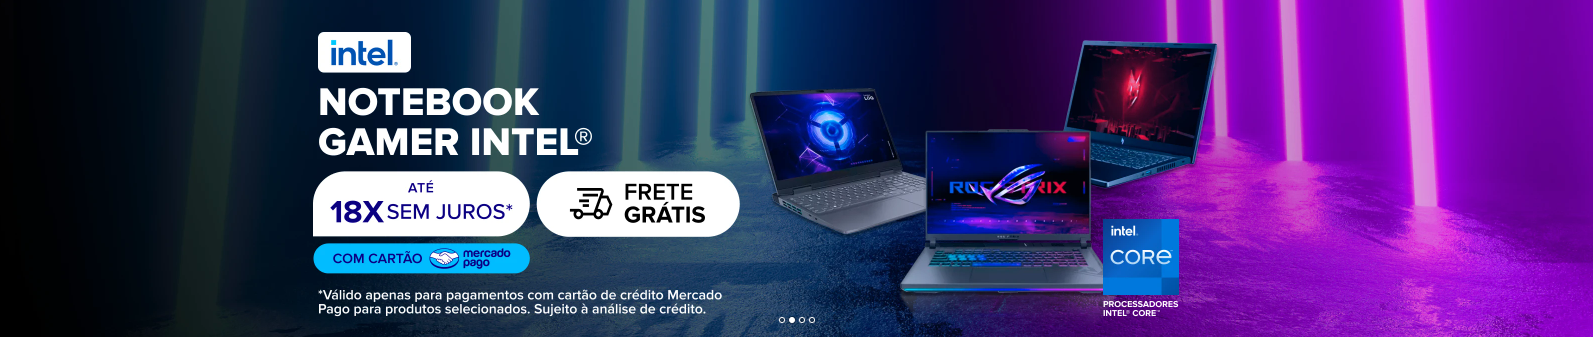 intel.
NOTEBOOK
GAMER INTEL®
ATÉ
18X SEM JUROS*
FRETE
GRÁTIS
COM CARTÃO mercado
pago
*Válido apenas para pagamentos com cartão de crédito Mercado
Pago para produtos selecionados. Sujeito à análise de crédito.
LOQ
intel.
CORE
PROCESSADORES
INTEL® CORE™